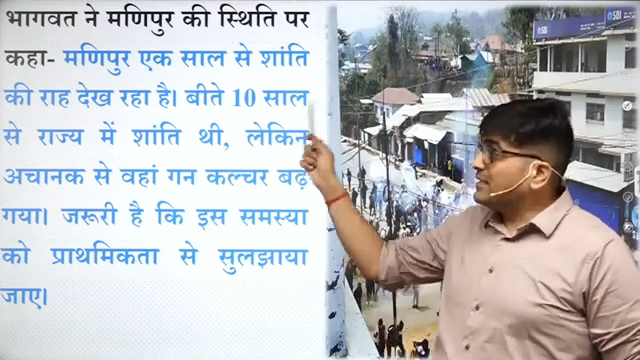 भागवत ने मणिपुर की स्थिति पर
कहा- मणिपुर एक साल से शांति
की राह देख रहा है। बीते 10 साल
से राज्य में शांति थी, लेकिन
अचानक से वहां गन कल्चर बढ़
गया। जरूरी है कि इस समस्या
को प्राथमिकता से सुलझाया
जाए।
SBI
SBI